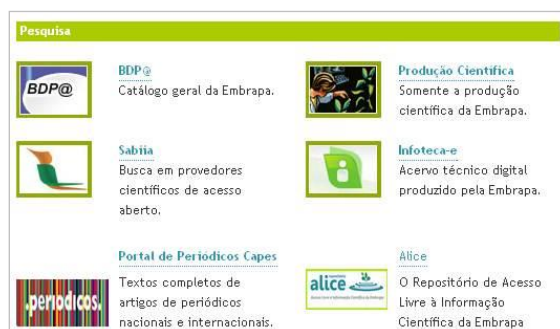 Pesquisa
BDP@
BDP@
Catálogo geral da Embrapa.
Produção Científica
Somente a produção
científica da Embrapa.
Sabiia
Busca em provedores
científicos de acesso
aberto.
Infoteca-e
Acervo técnico digital
produzido pela Embrapa.
.periodicos.
Portal de Periódicos Capes
Textos completos de
artigos de periódicos
nacionais e internacionais.
alice
Alice
O Repositório de Acesso
Livre à Informação
Científica da Embrapa